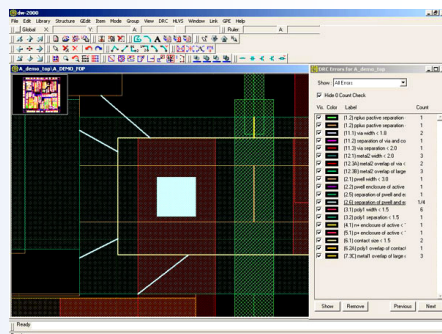 dw-2000
File Edit Library Structure GEdit Item Mode Group View DRC HLVS Window Link GPE Help
Global X: Y: A: Ruler: A:
A_demo_top:A_DEMO_TOP
DRC Errors for A_demo_top
Show: All Errors
Hide 0 Count Check
Vis. Color Label Count
(1.2) nplus pactive separation 1
(1.2) pplus nactive separation 1
(11.1) via width < 1.8 2
(11.2) separation of via and co 1
(11.3) via separation < 2.0 1
(12.1) metal2 width < 2.0 3
(12.3A) metal2 overlap of via < 2
(12.3B) metal2 overlap of large 3
(2.1) pwell width < 3.0 1
(2.2) pwell enclosure of active 1
(2.5) separation of pwell and e 1
(2.6) separation of pwell and e 1/4
(3.1) poly1 width < 1.5 6
(3.2) poly1 separation < 1.5 1
(4.1) n+ enclosure of active < 1
(5.1) p+ enclosure of active < 1
(6.1) contact size < 1.5 2
(6.2A) poly1 overlap of contact 1
(7.3C) metal1 overlap of large 3
Show Remove Previous Next
Ready